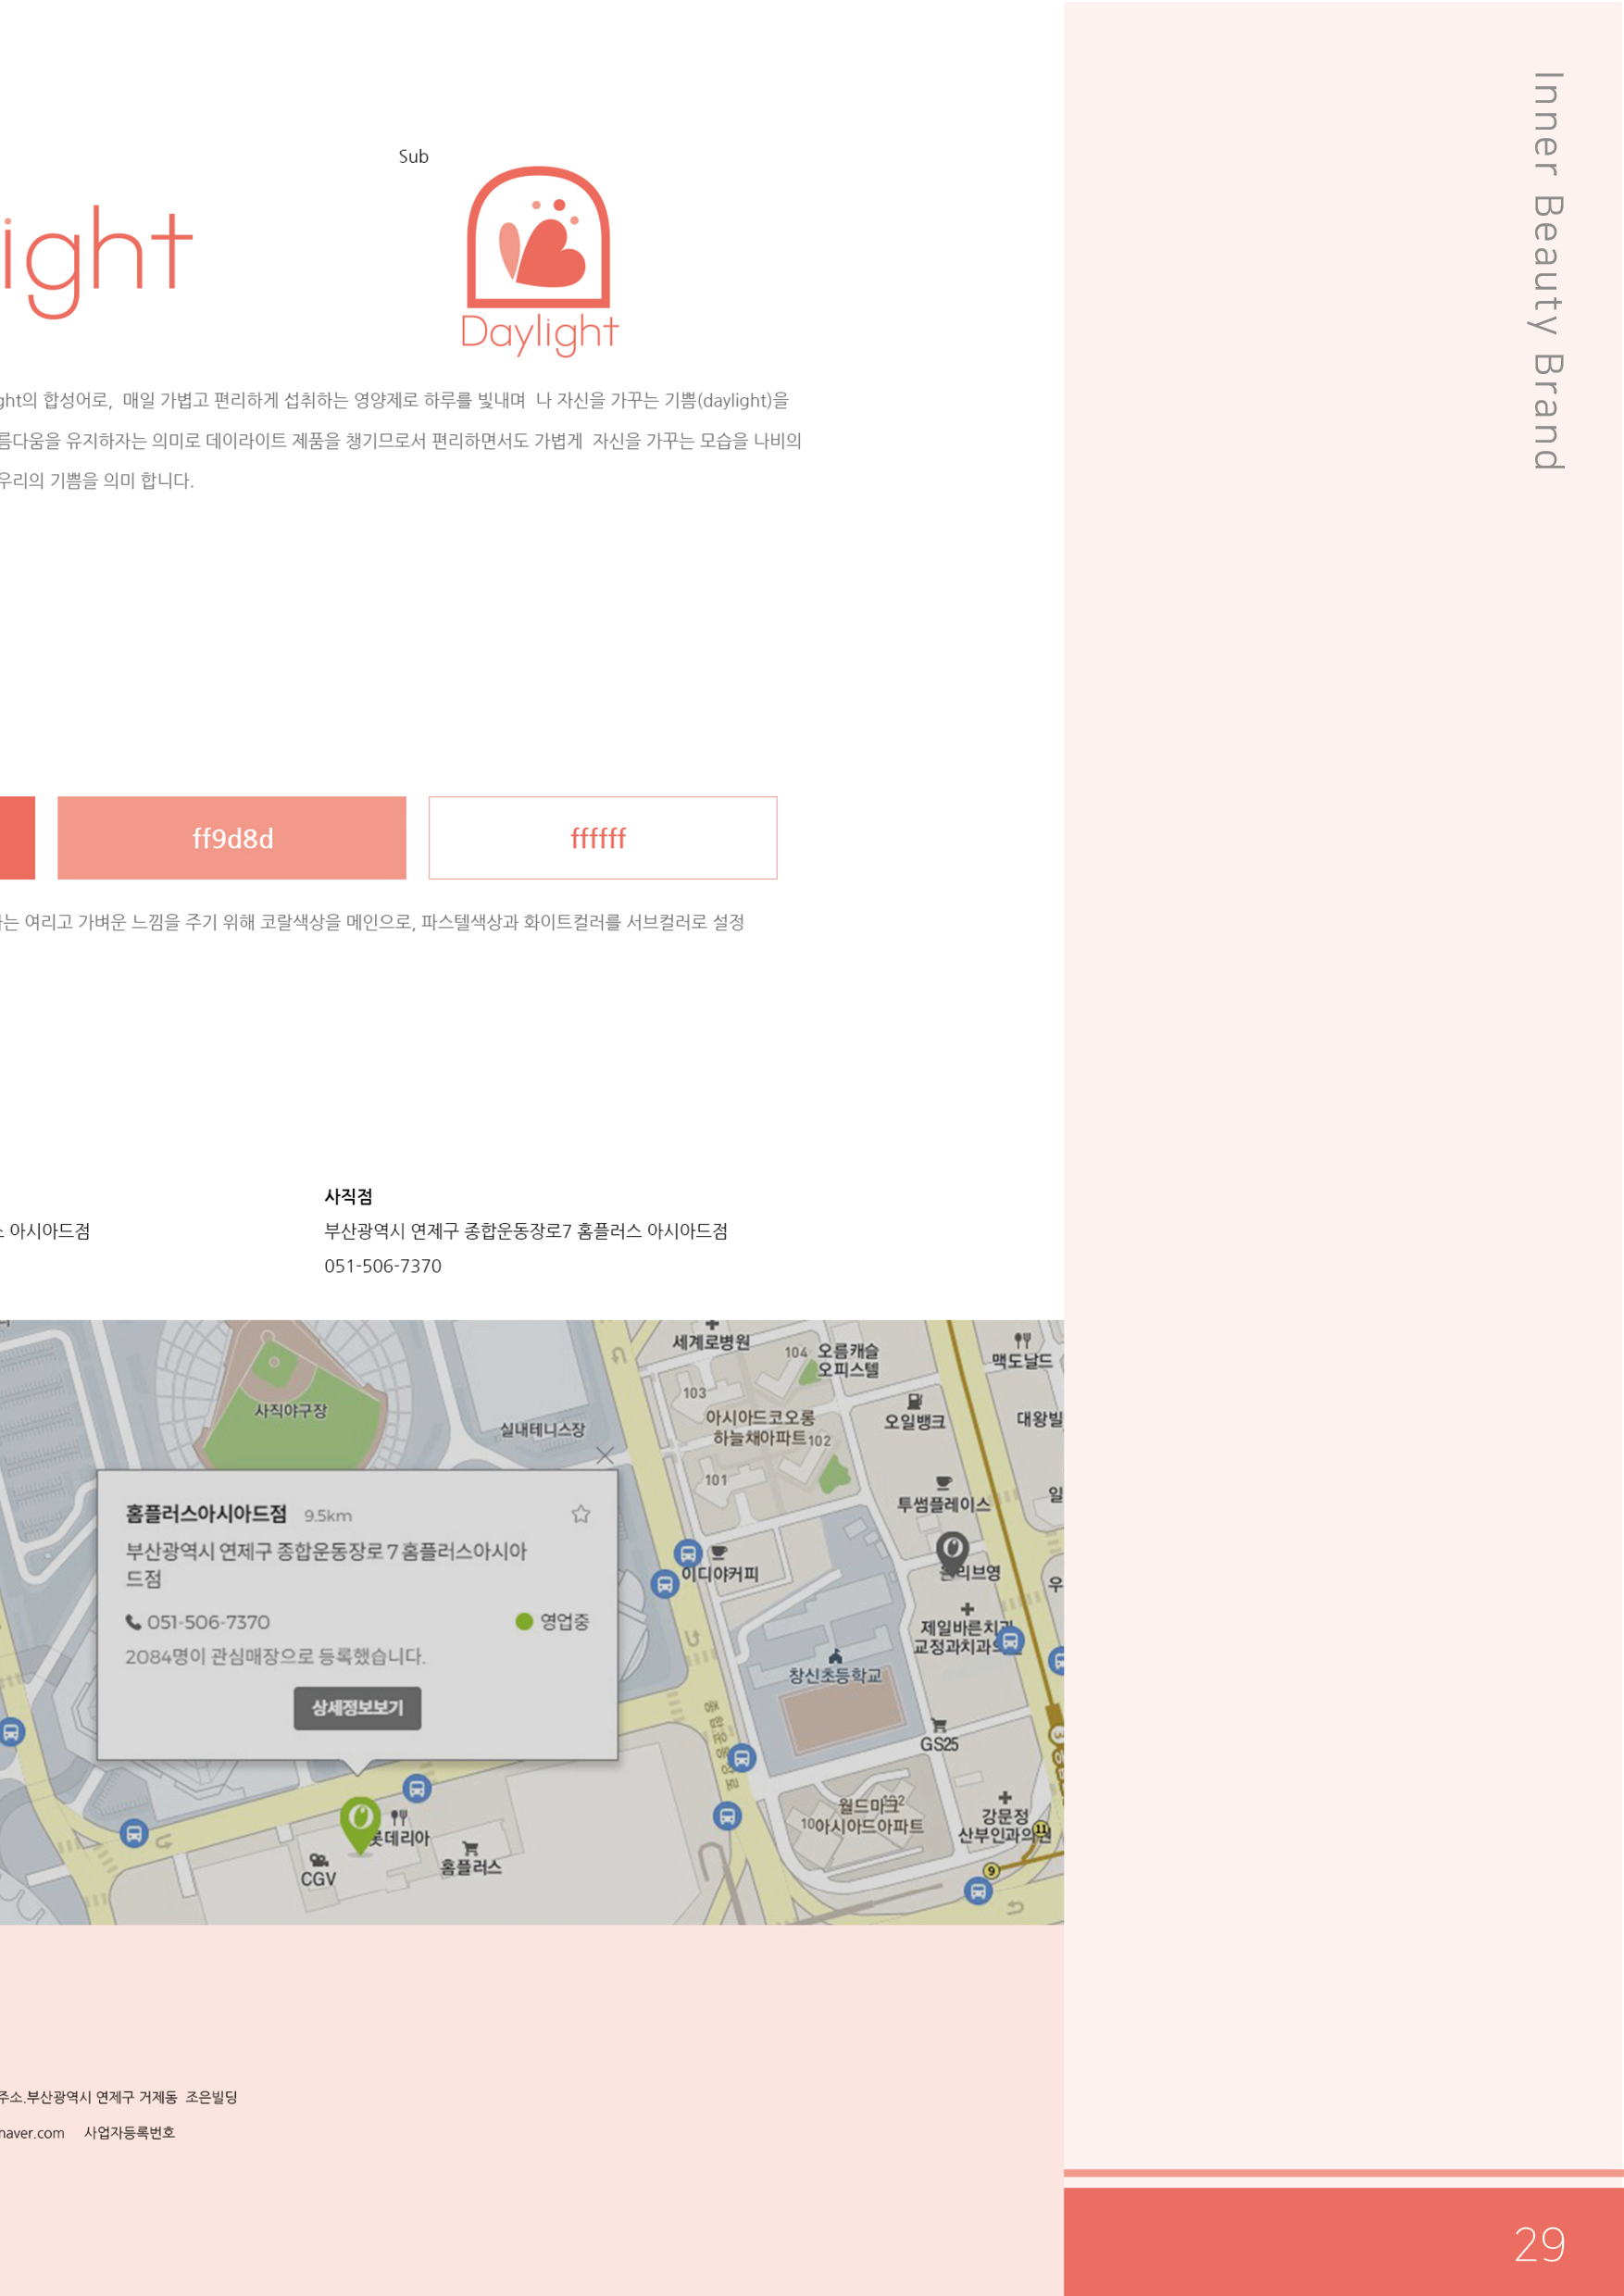 Inner Beauty Brand
Sub
ight
Daylight
ght의 합성어로, 매일 가볍고 편리하게 섭취하는 영양제로 하루를 빛내며 나 자신을 가꾸는 기쁨(daylight)을
름다움을 유지하자는 의미로 데이라이트 제품을 챙기므로서 편리하면서도 가볍게 자신을 가꾸는 모습을 나비의
우리의 기쁨을 의미 합니다.
ff9d8d
ffffff
는 여리고 가벼운 느낌을 주기 위해 코랄색상을 메인으로, 파스텔색상과 화이트컬러를 서브컬러로 설정
아시아드점
사직점
부산광역시 연제구 종합운동장로7 홈플러스 아시아드점
051-506-7370
세계로병원
104 오름캐슬
오피스텔
맥도날드
103
사직야구장
아시아드코오롱
하늘채아파트 102
오일뱅크
대왕빌
실내테니스장
101
투썸플레이스
일
홈플러스아시아드점 9.5km
부산광역시 연제구 종합운동장로 7 홈플러스아시아
드점
051-506-7370
영업중
2084명이 관심매장으로 등록했습니다.
상세정보보기
이디야커피
리브영
우
제일바른치과
교정과치과의
창신초등학교
GS25
종합운동장로
월드마크
10 아시아드아파트
강문정
산부인과의원
11
9
롯데리아
홈플러스
CGV
주소.부산광역시 연제구 거제동 조은빌딩
naver.com 사업자등록번호
29